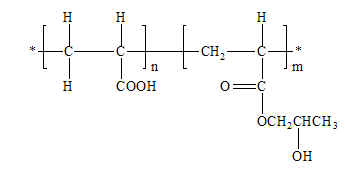 H H H
* C C CH2 C *
n m
H COOH O C
OCH2CHCH3
OH